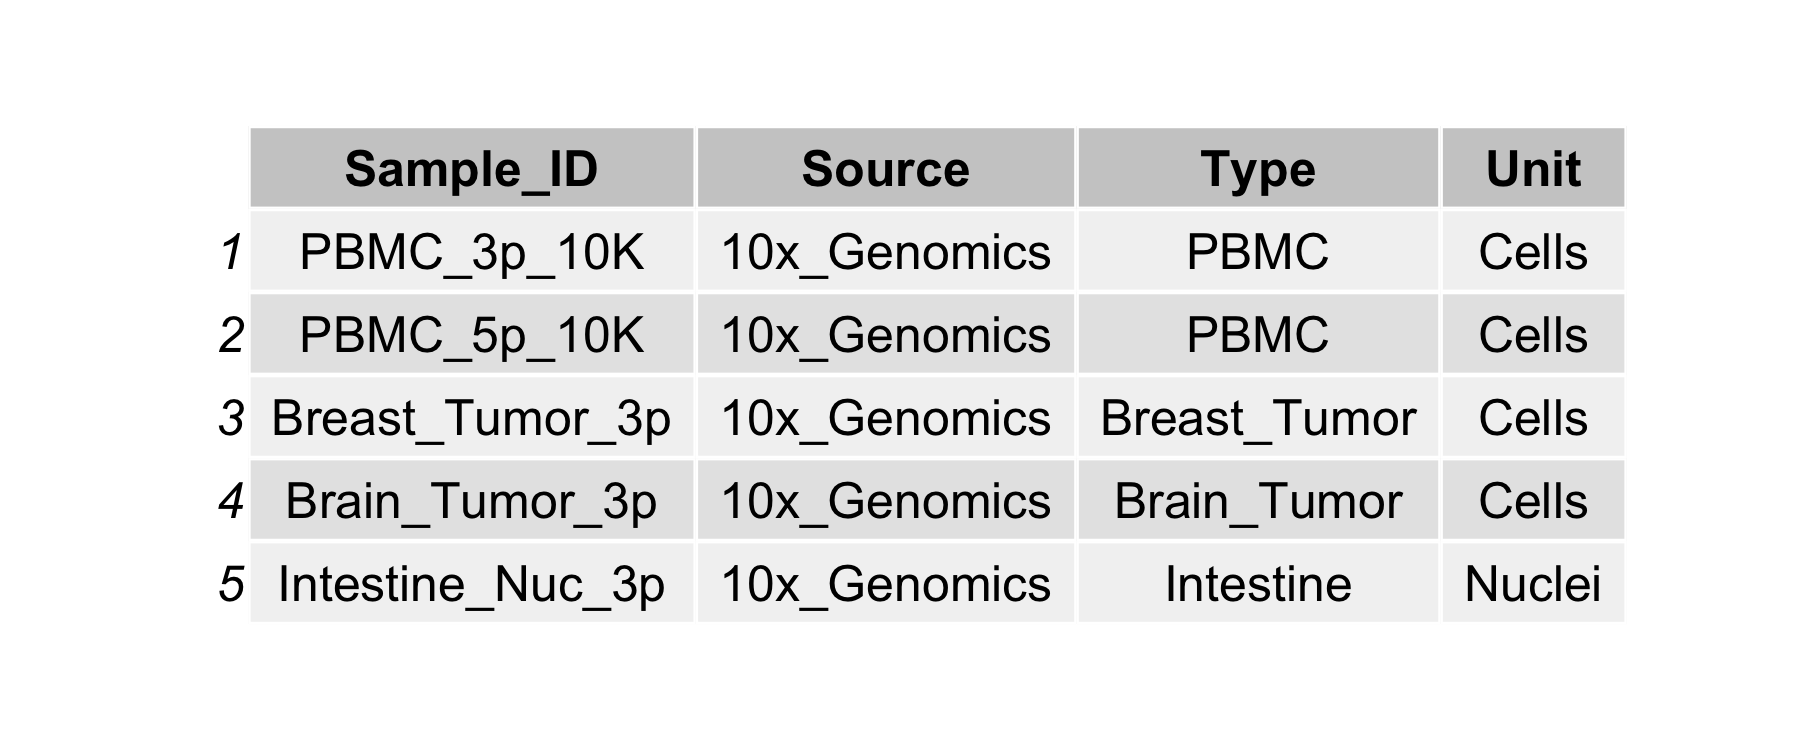 Sample_ID Source Type Unit
1 PBMC_3p_10K 10x_Genomics PBMC Cells
2 PBMC_5p_10K 10x_Genomics PBMC Cells
3 Breast_Tumor_3p 10x_Genomics Breast_Tumor Cells
4 Brain_Tumor_3p 10x_Genomics Brain_Tumor Cells
5 Intestine_Nuc_3p 10x_Genomics Intestine Nuclei